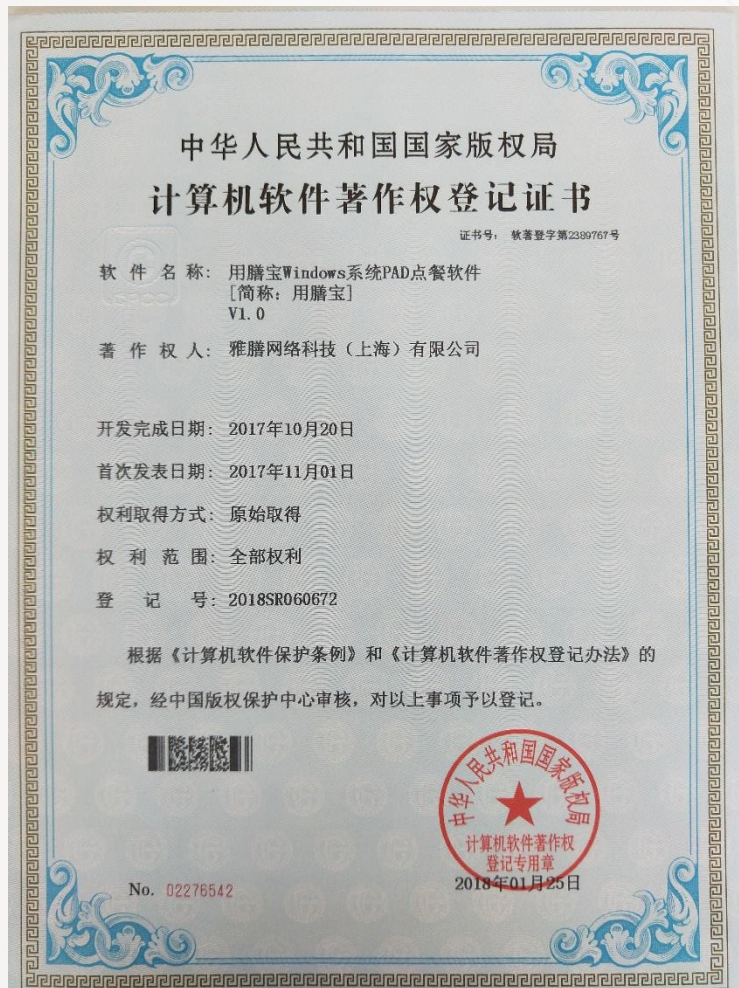 中华人民共和国国家版权局
计算机软件著作权登记证书
证书号： 软著登字第2389767号
软 件 名 称： 用膳宝Windows系统PAD点餐软件
[简称：用膳宝]
V1.0
著 作 权 人： 雅膳网络科技（上海）有限公司
开发完成日期： 2017年10月20日
首次发表日期： 2017年11月01日
权利取得方式： 原始取得
权 利 范 围： 全部权利
登 记 号： 2018SR060672
根据《计算机软件保护条例》和《计算机软件著作权登记办法》的
规定，经中国版权保护中心审核，对以上事项予以登记。
中华人民共和国国家版权局
计算机软件著作权
登记专用章
No. 02276542
2018年01月25日